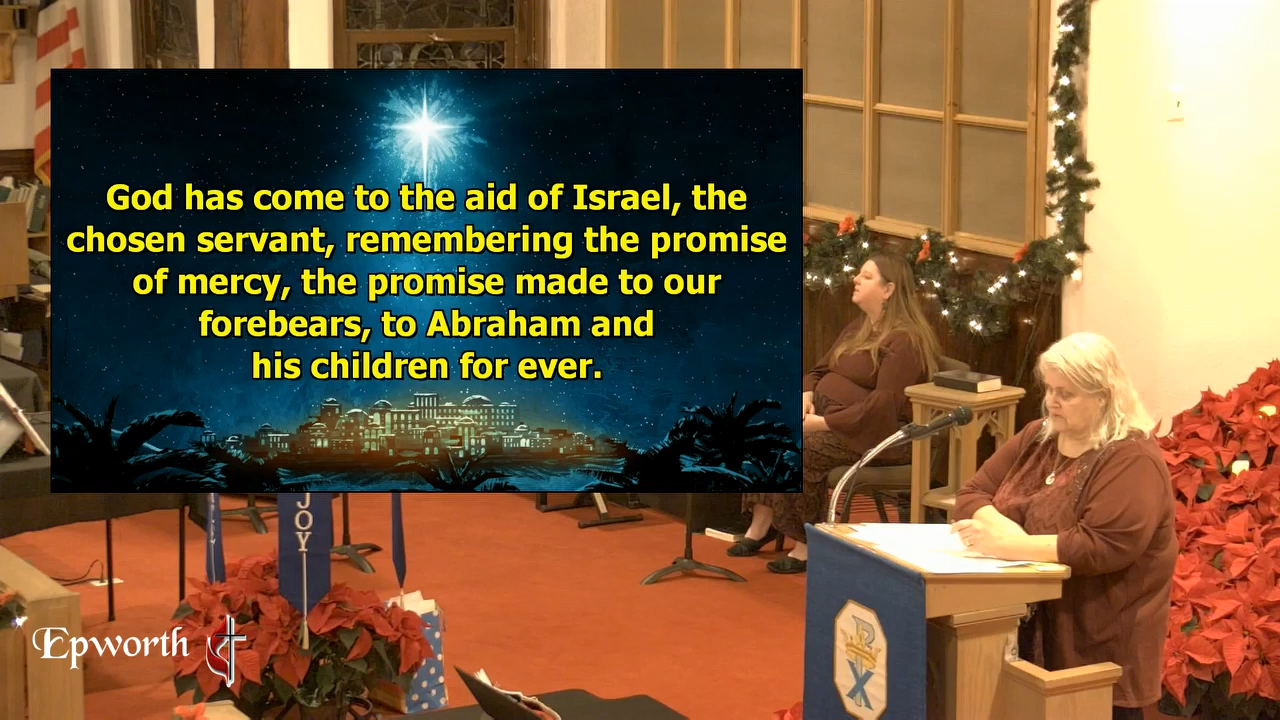 God has come to the aid of Israel, the
chosen servant, remembering the promise
of mercy, the promise made to our
forebears, to Abraham and
his children for ever.
JOY
Epworth